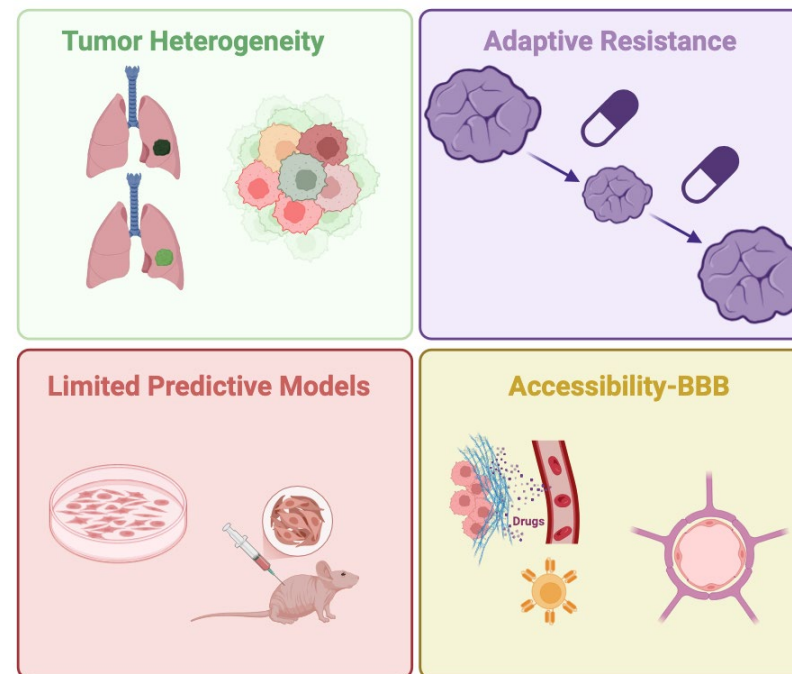 Tumor Heterogeneity
Adaptive Resistance
Limited Predictive Models
Accessibility-BBB
Drugs